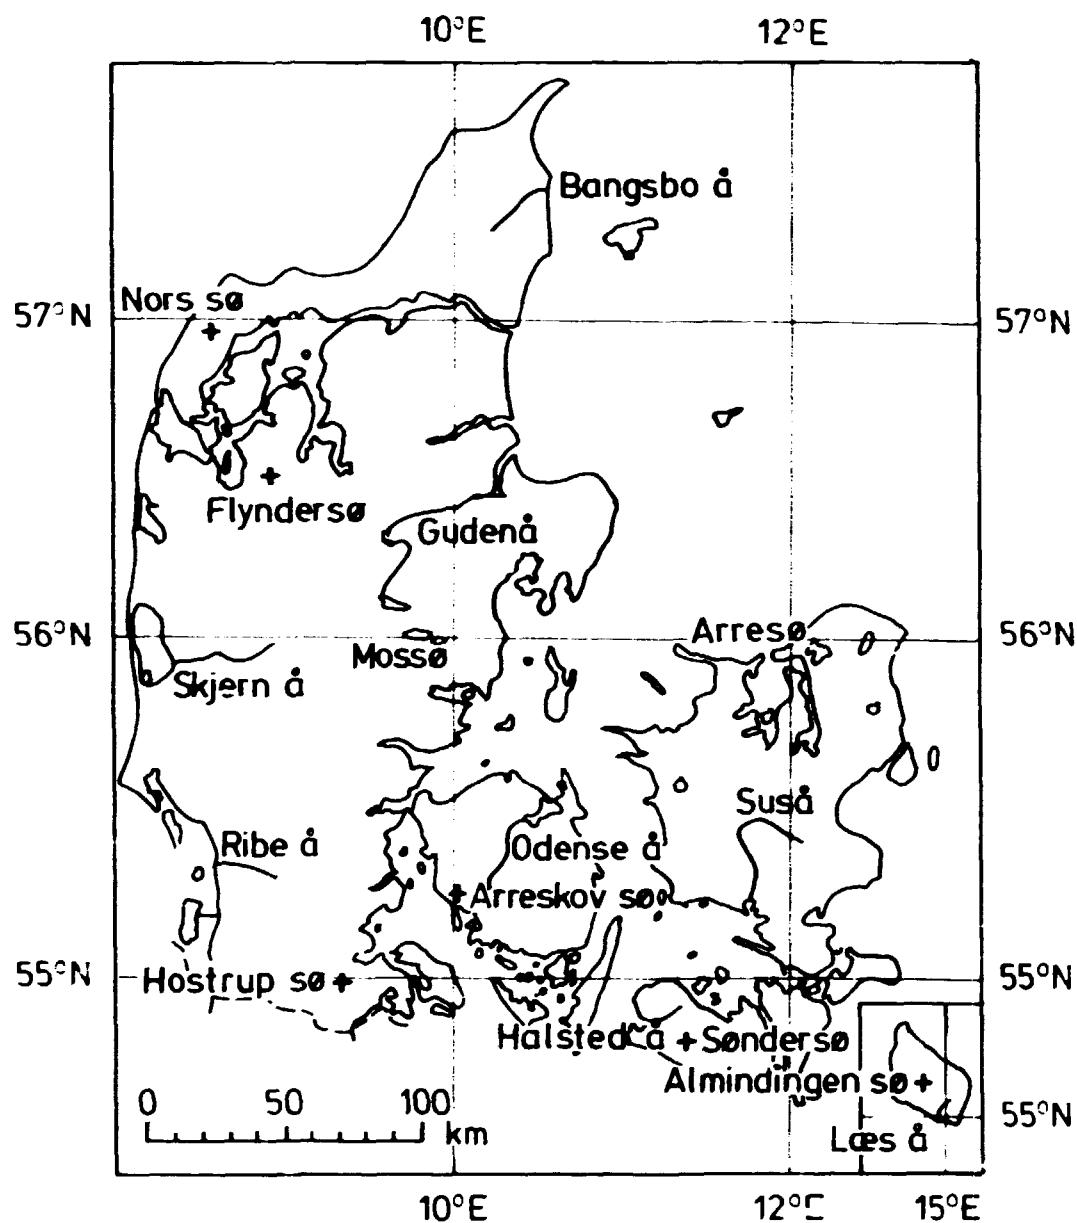 10°E 12°E
Bangsbo å
Nors sø
57°N 57°N
Flyndersø
Gudenå
56°N Arresø 56°N
Mossø
Skjern å
Suså
Ribe å Odense å
Arreskov sø
55°N Hostrup sø 55°N
Halsted å Søndersø
Almindingen sø
0 50 100
km
55°N
Læs å
10°E 12°E 15°E